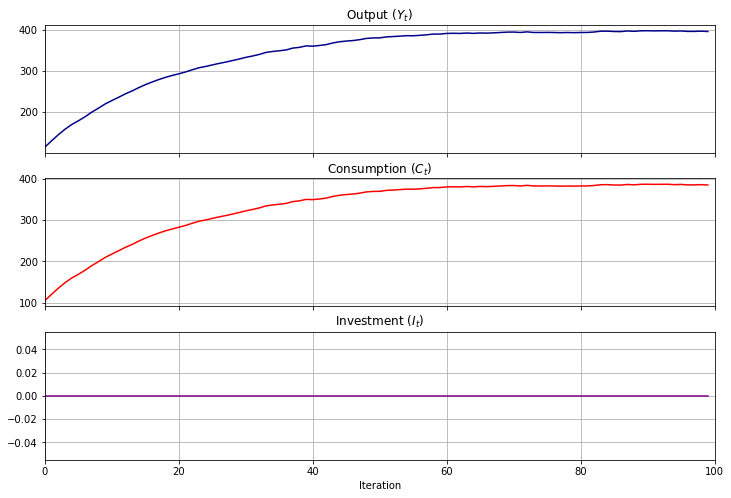 Output (Y_t)
400
300
200
Consumption (C_t)
400
300
200
100
Investment (I_t)
0.04
0.02
0.00
−0.02
−0.04
0 20 40 60 80 100
Iteration